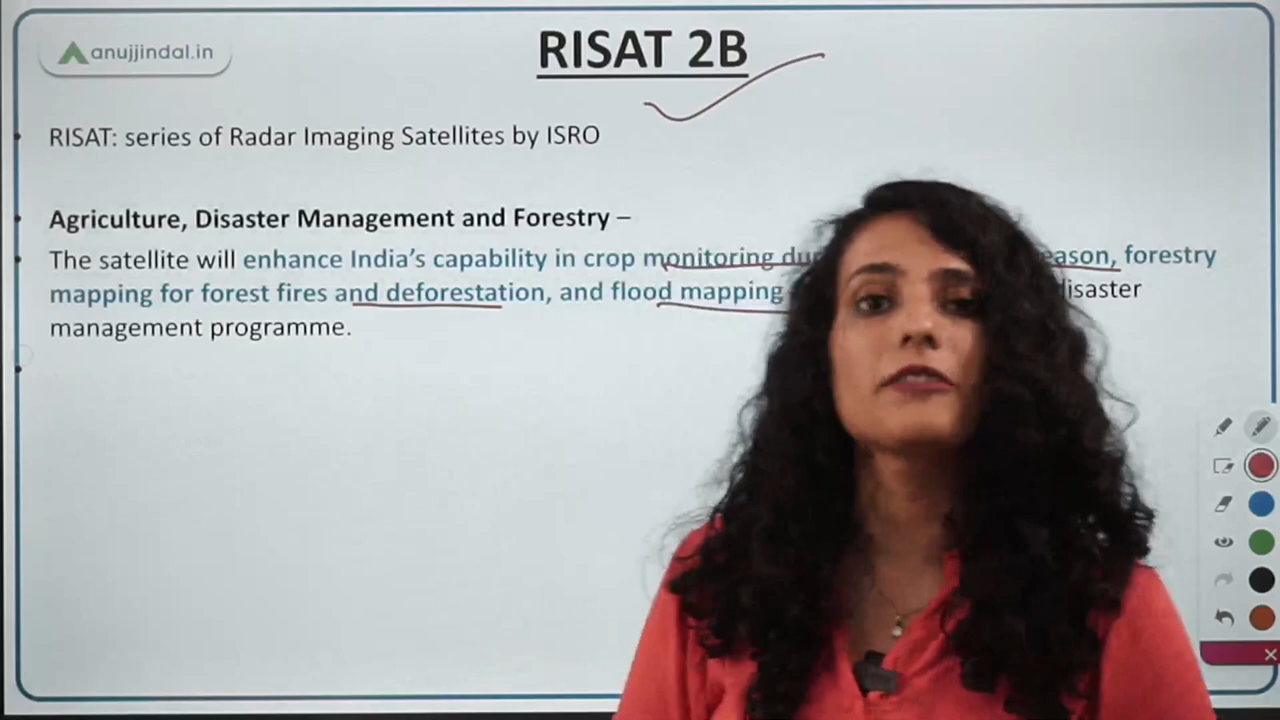 anujjindal.in
RISAT 2B
RISAT: series of Radar Imaging Satellites by ISRO
Agriculture, Disaster Management and Forestry –
The satellite will enhance India's capability in crop monitoring forestry
mapping for forest fires and deforestation, and flood mapping disaster
management programme.